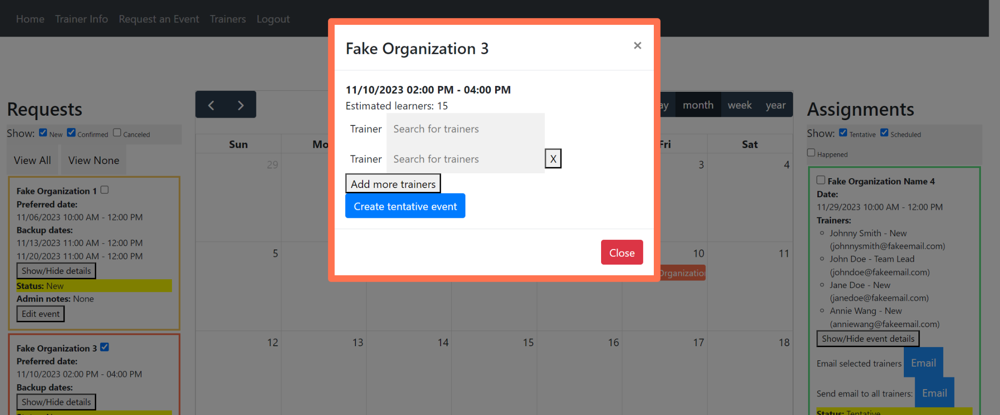 Home Trainer Info Request an Event Trainers Logout
Fake Organization 3 ×
11/10/2023 02:00 PM - 04:00 PM
Estimated learners: 15
Trainer Search for trainers
Trainer Search for trainers X
Add more trainers
Create tentative event
Close
Requests
Show: New Confirmed Canceled
View All View None
Fake Organization 1
Preferred date:
11/06/2023 10:00 AM - 12:00 PM
Backup dates:
11/13/2023 11:00 AM - 12:00 PM
11/20/2023 11:00 AM - 12:00 PM
Show/Hide details
Status: New
Admin notes: None
Edit event
Fake Organization 3
Preferred date:
11/10/2023 02:00 PM - 04:00 PM
Backup dates:
Show/Hide details
month week year
Sun Mo Fri Sat
29 3 4
5 10 11
Organization
12 13 14 15 16 17 18
Assignments
Show: Tentative Scheduled
Happened
Fake Organization Name 4
Date:
11/29/2023 10:00 AM - 12:00 PM
Trainers:
Johnny Smith - New
(johnnysmith@fakeemail.com)
John Doe - Team Lead
(johndoe@fakeemail.com)
Jane Doe - New
(janedoe@fakeemail.com)
Annie Wang - New
(anniewang@fakeemail.com)
Show/Hide event details
Email selected trainers Email
Send email to all trainers: Email
Status: Tentative